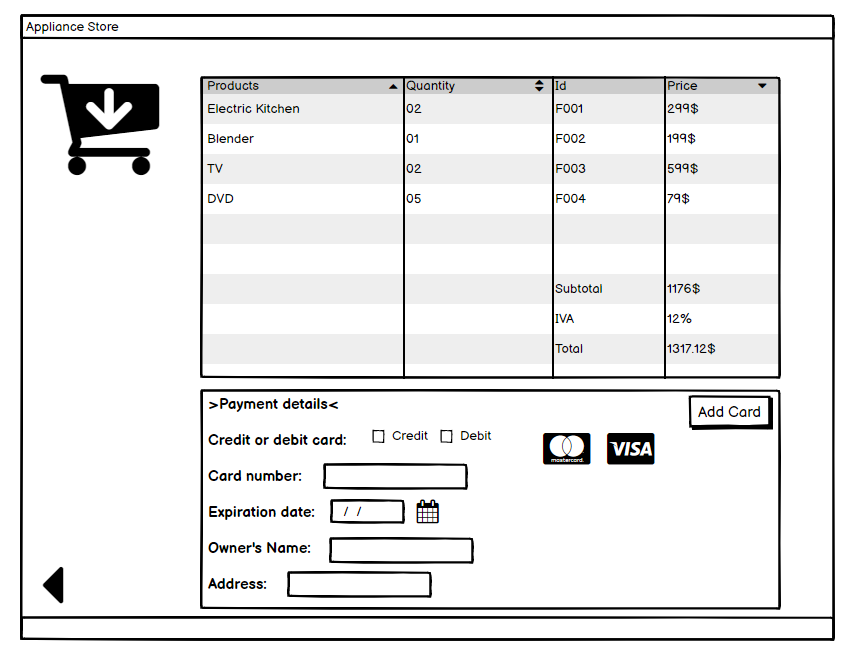 Appliance Store
Products Quantity Id Price
Electric Kitchen 02 F001 299$
Blender 01 F002 199$
TV 02 F003 599$
DVD 05 F004 79$
Subtotal 1176$
IVA 12%
Total 1317.12$
>Payment details<
Add Card
Credit or debit card: Credit Debit
mastercard. VISA
Card number:
Expiration date: / /
Owner's Name:
Address: